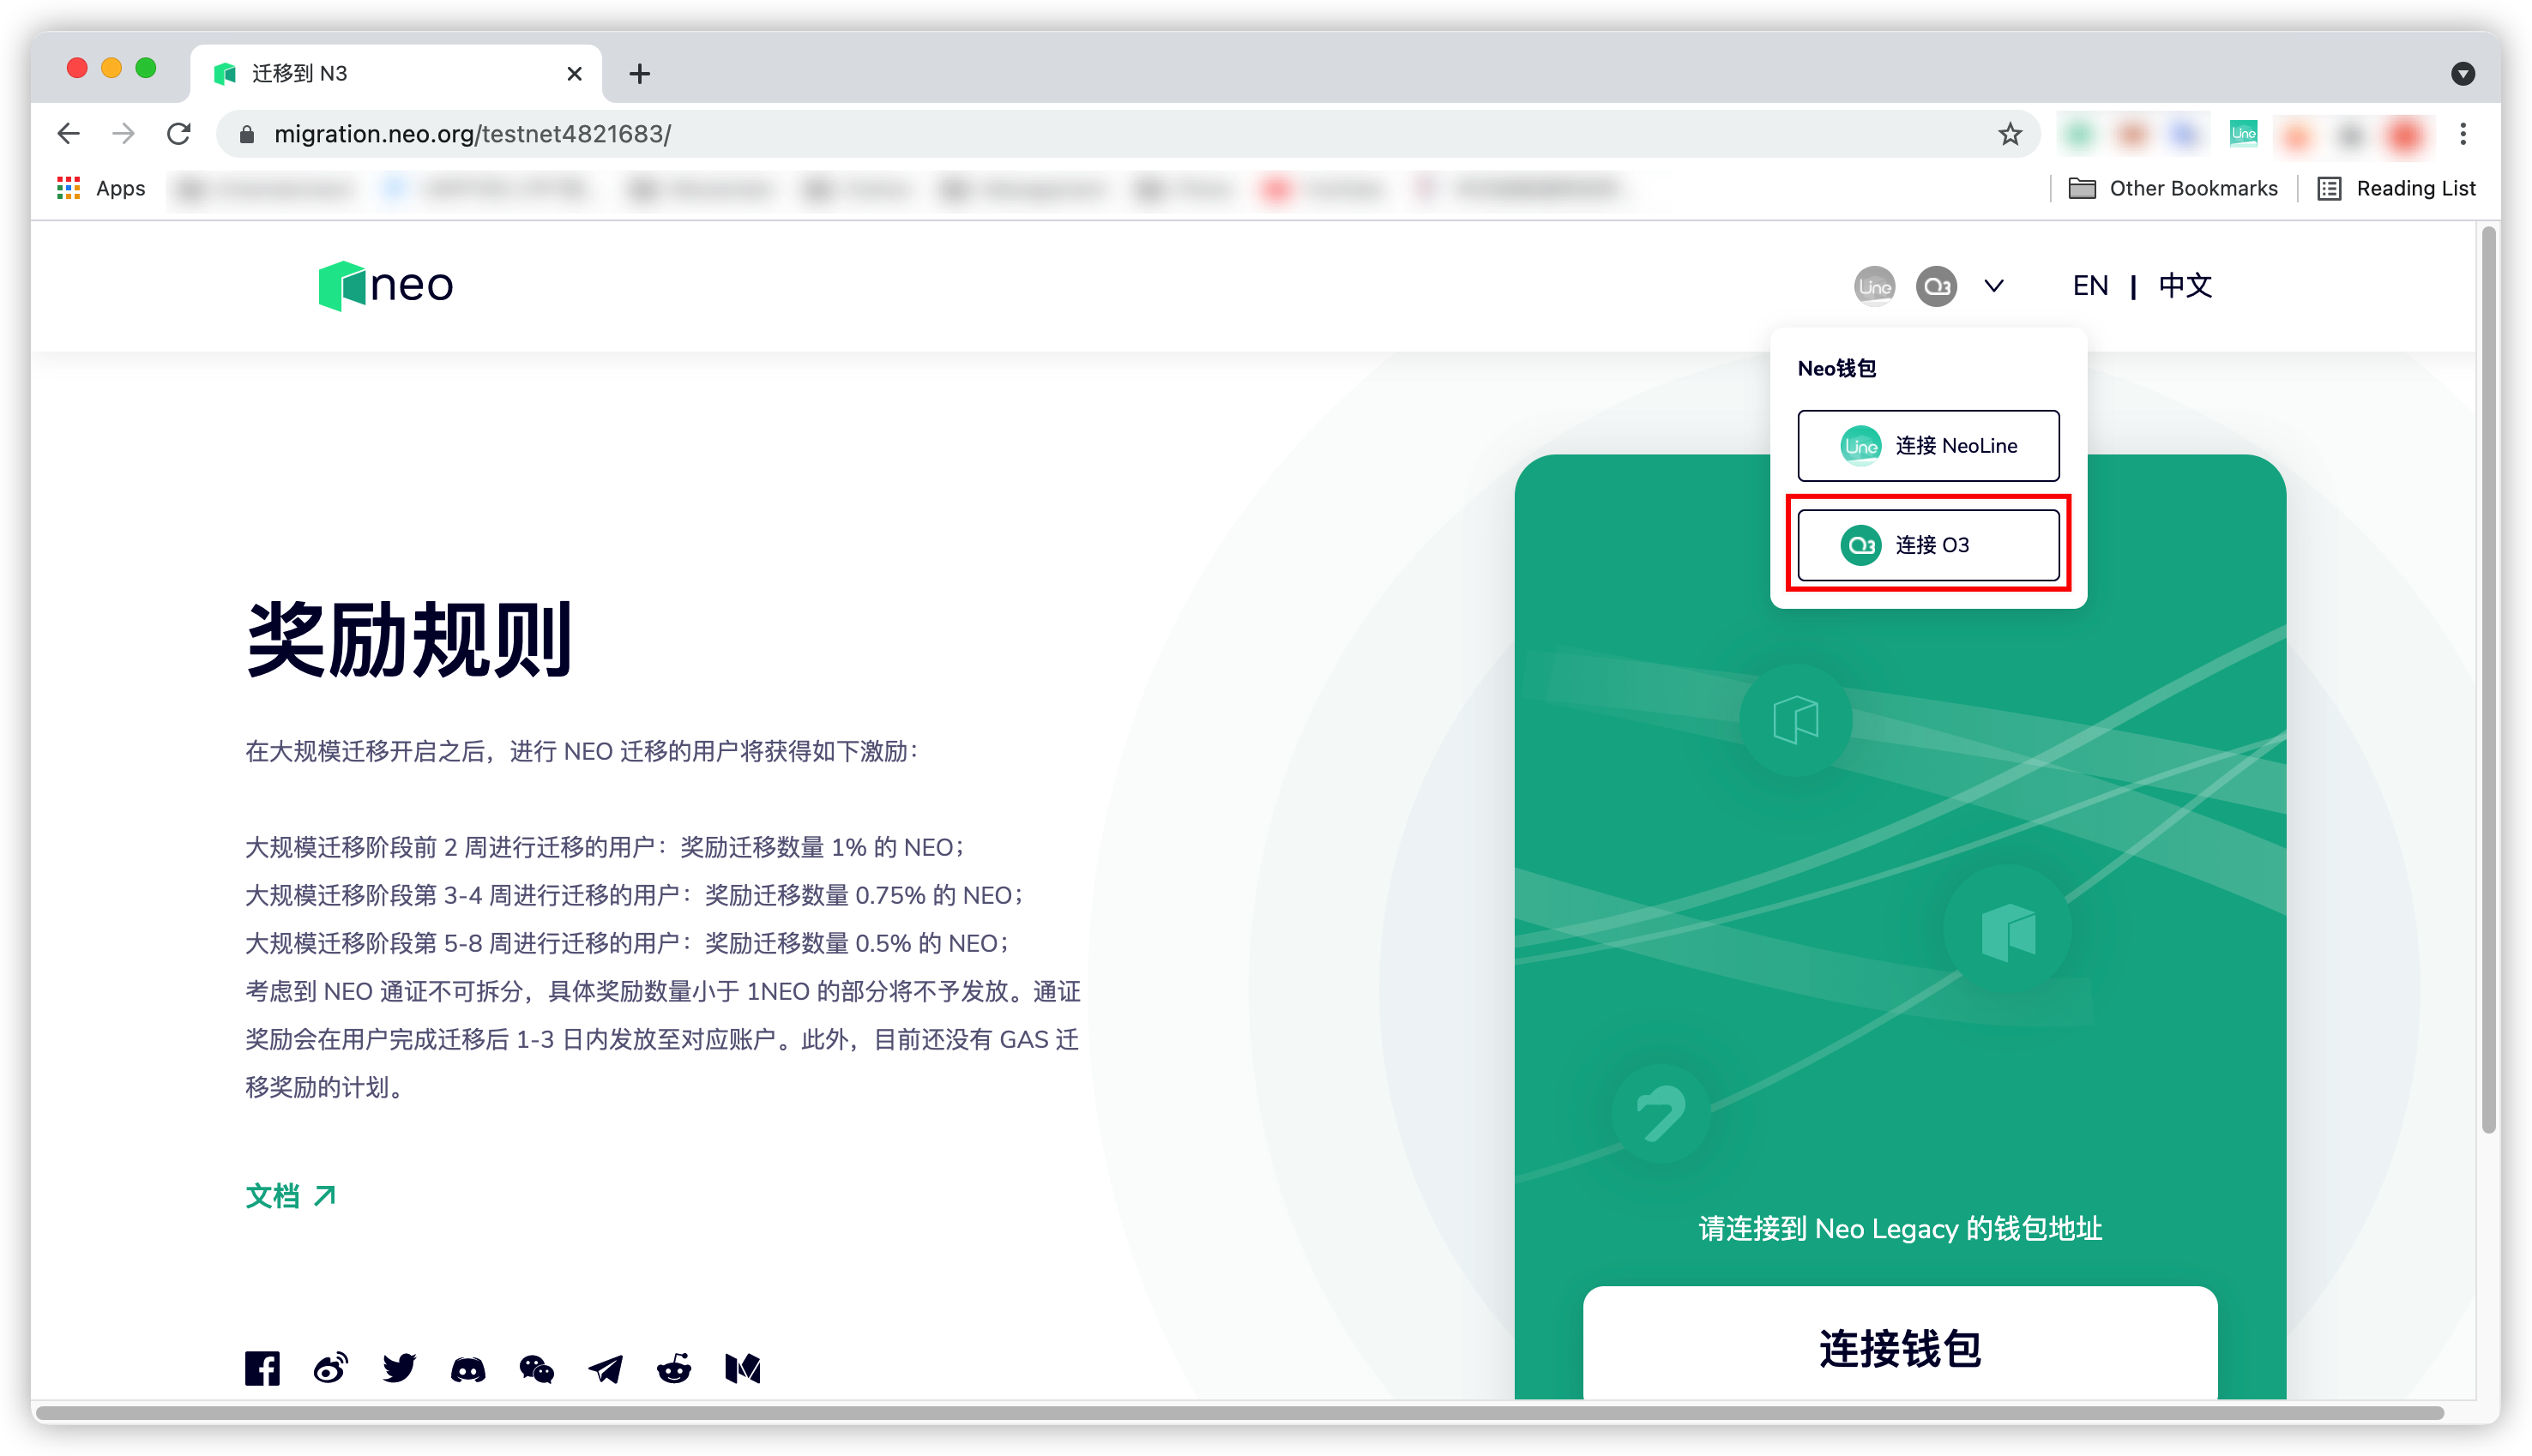 迁移到 N3
migration.neo.org/testnet4821683/
Line
Apps
Other Bookmarks
Reading List
neo
Line
O3
EN | 中文
Neo钱包
Line 连接 NeoLine
O3 连接 O3
奖励规则
在大规模迁移开启之后，进行 NEO 迁移的用户将获得如下激励：
大规模迁移阶段前 2 周进行迁移的用户：奖励迁移数量 1% 的 NEO；
大规模迁移阶段第 3-4 周进行迁移的用户：奖励迁移数量 0.75% 的 NEO；
大规模迁移阶段第 5-8 周进行迁移的用户：奖励迁移数量 0.5% 的 NEO；
考虑到 NEO 通证不可拆分，具体奖励数量小于 1NEO 的部分将不予发放。通证
奖励会在用户完成迁移后 1-3 日内发放至对应账户。此外，目前还没有 GAS 迁
移奖励的计划。
文档
请连接到 Neo Legacy 的钱包地址
连接钱包